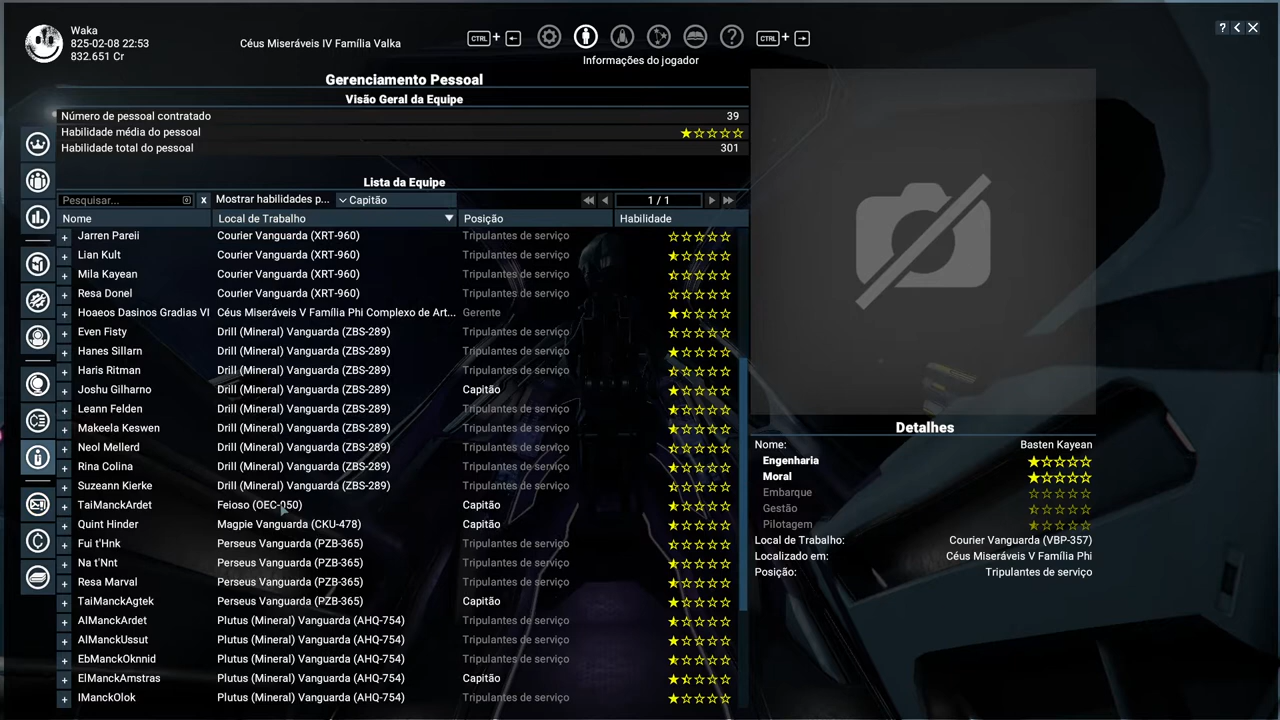 Waka
825-02-08 22:53
832.651 Cr
Céus Miseráveis IV Família Valka
CTRL + ← CTRL + →
Informações do jogador
? < X
Gerenciamento Pessoal
Visão Geral da Equipe
Número de pessoal contratado 39
Habilidade média do pessoal
Habilidade total do pessoal 301
Lista da Equipe
Pesquisar... x Mostrar habilidades p... Capitão 1 / 1
Nome Local de Trabalho Posição Habilidade
+ Jarren Pareii Courier Vanguarda (XRT-960) Tripulantes de serviço
+ Lian Kult Courier Vanguarda (XRT-960) Tripulantes de serviço
+ Mila Kayean Courier Vanguarda (XRT-960) Tripulantes de serviço
+ Resa Donel Courier Vanguarda (XRT-960) Tripulantes de serviço
+ Hoaeos Dasinos Gradias VI Céus Miseráveis V Família Phi Complexo de Art... Gerente
+ Even Fisty Drill (Mineral) Vanguarda (ZBS-289) Tripulantes de serviço
+ Hanes Sillarn Drill (Mineral) Vanguarda (ZBS-289) Tripulantes de serviço
+ Haris Ritman Drill (Mineral) Vanguarda (ZBS-289) Tripulantes de serviço
+ Joshu Gilharno Drill (Mineral) Vanguarda (ZBS-289) Capitão
+ Leann Felden Drill (Mineral) Vanguarda (ZBS-289) Tripulantes de serviço
+ Makeela Keswen Drill (Mineral) Vanguarda (ZBS-289) Tripulantes de serviço
+ Neol Mellerd Drill (Mineral) Vanguarda (ZBS-289) Tripulantes de serviço
+ Rina Colina Drill (Mineral) Vanguarda (ZBS-289) Tripulantes de serviço
+ Suzeann Kierke Drill (Mineral) Vanguarda (ZBS-289) Tripulantes de serviço
+ TaiManckArdet Feioso (OEC-050) Capitão
+ Quint Hinder Magpie Vanguarda (CKU-478) Capitão
+ Fui t'Hnk Perseus Vanguarda (PZB-365) Tripulantes de serviço
+ Na t'Nnt Perseus Vanguarda (PZB-365) Tripulantes de serviço
+ Resa Marval Perseus Vanguarda (PZB-365) Tripulantes de serviço
+ TaiManckAgtek Perseus Vanguarda (PZB-365) Capitão
+ AlManckArdet Plutus (Mineral) Vanguarda (AHQ-754) Tripulantes de serviço
+ AlManckUssut Plutus (Mineral) Vanguarda (AHQ-754) Tripulantes de serviço
+ EbManckOknnid Plutus (Mineral) Vanguarda (AHQ-754) Tripulantes de serviço
+ ElManckAmstras Plutus (Mineral) Vanguarda (AHQ-754) Capitão
+ IManckOlok Plutus (Mineral) Vanguarda (AHQ-754) Tripulantes de serviço
Detalhes
Nome: Basten Kayean
Engenharia
Moral
Embarque
Gestão
Pilotagem
Local de Trabalho: Courier Vanguarda (VBP-357)
Localizado em: Céus Miseráveis V Família Phi
Posição: Tripulantes de serviço